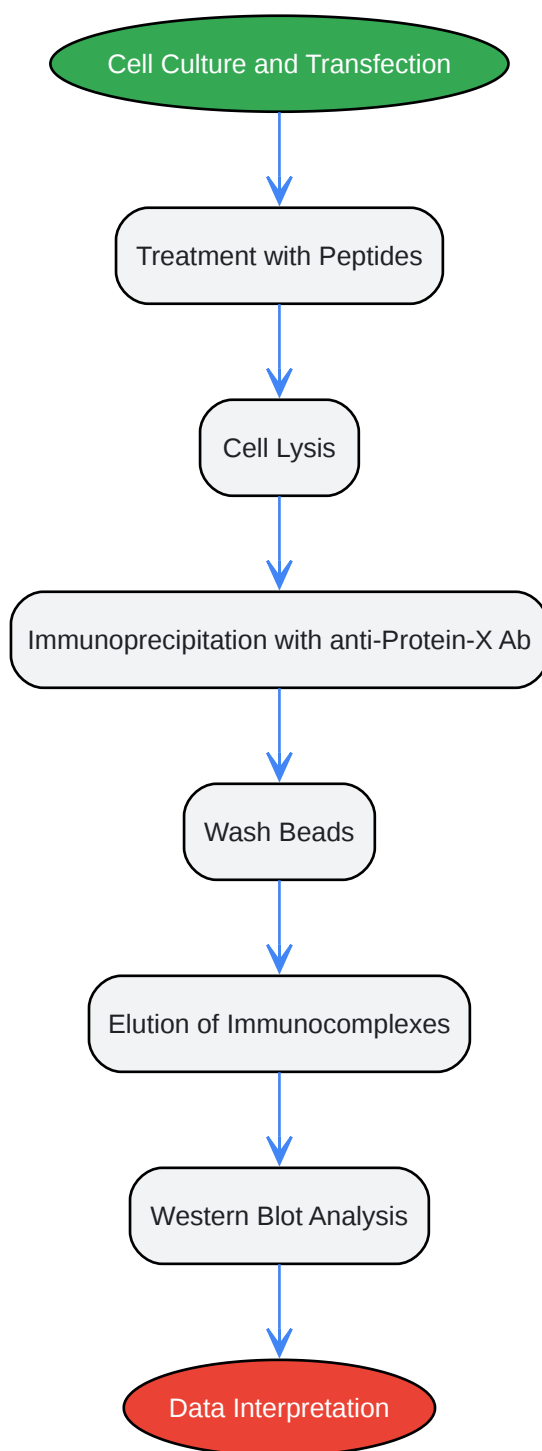 Cell Culture and Transfection
Treatment with Peptides
Cell Lysis
Immunoprecipitation with anti-Protein-X Ab
Wash Beads
Elution of Immunocomplexes
Western Blot Analysis
Data Interpretation